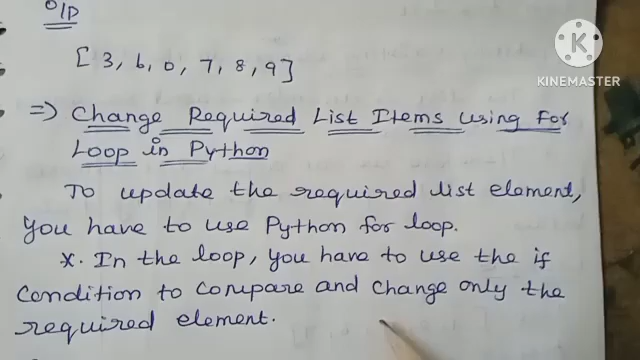 O/P
[ 3, 6, 0, 7, 8, 9 ]
K
KINEMASTER
=> Change Required List Items Using For
Loop in Python
To update the required list element,
You have to use Python for loop.
*. In the loop, you have to use the if
Condition to compare and change only the
required element.